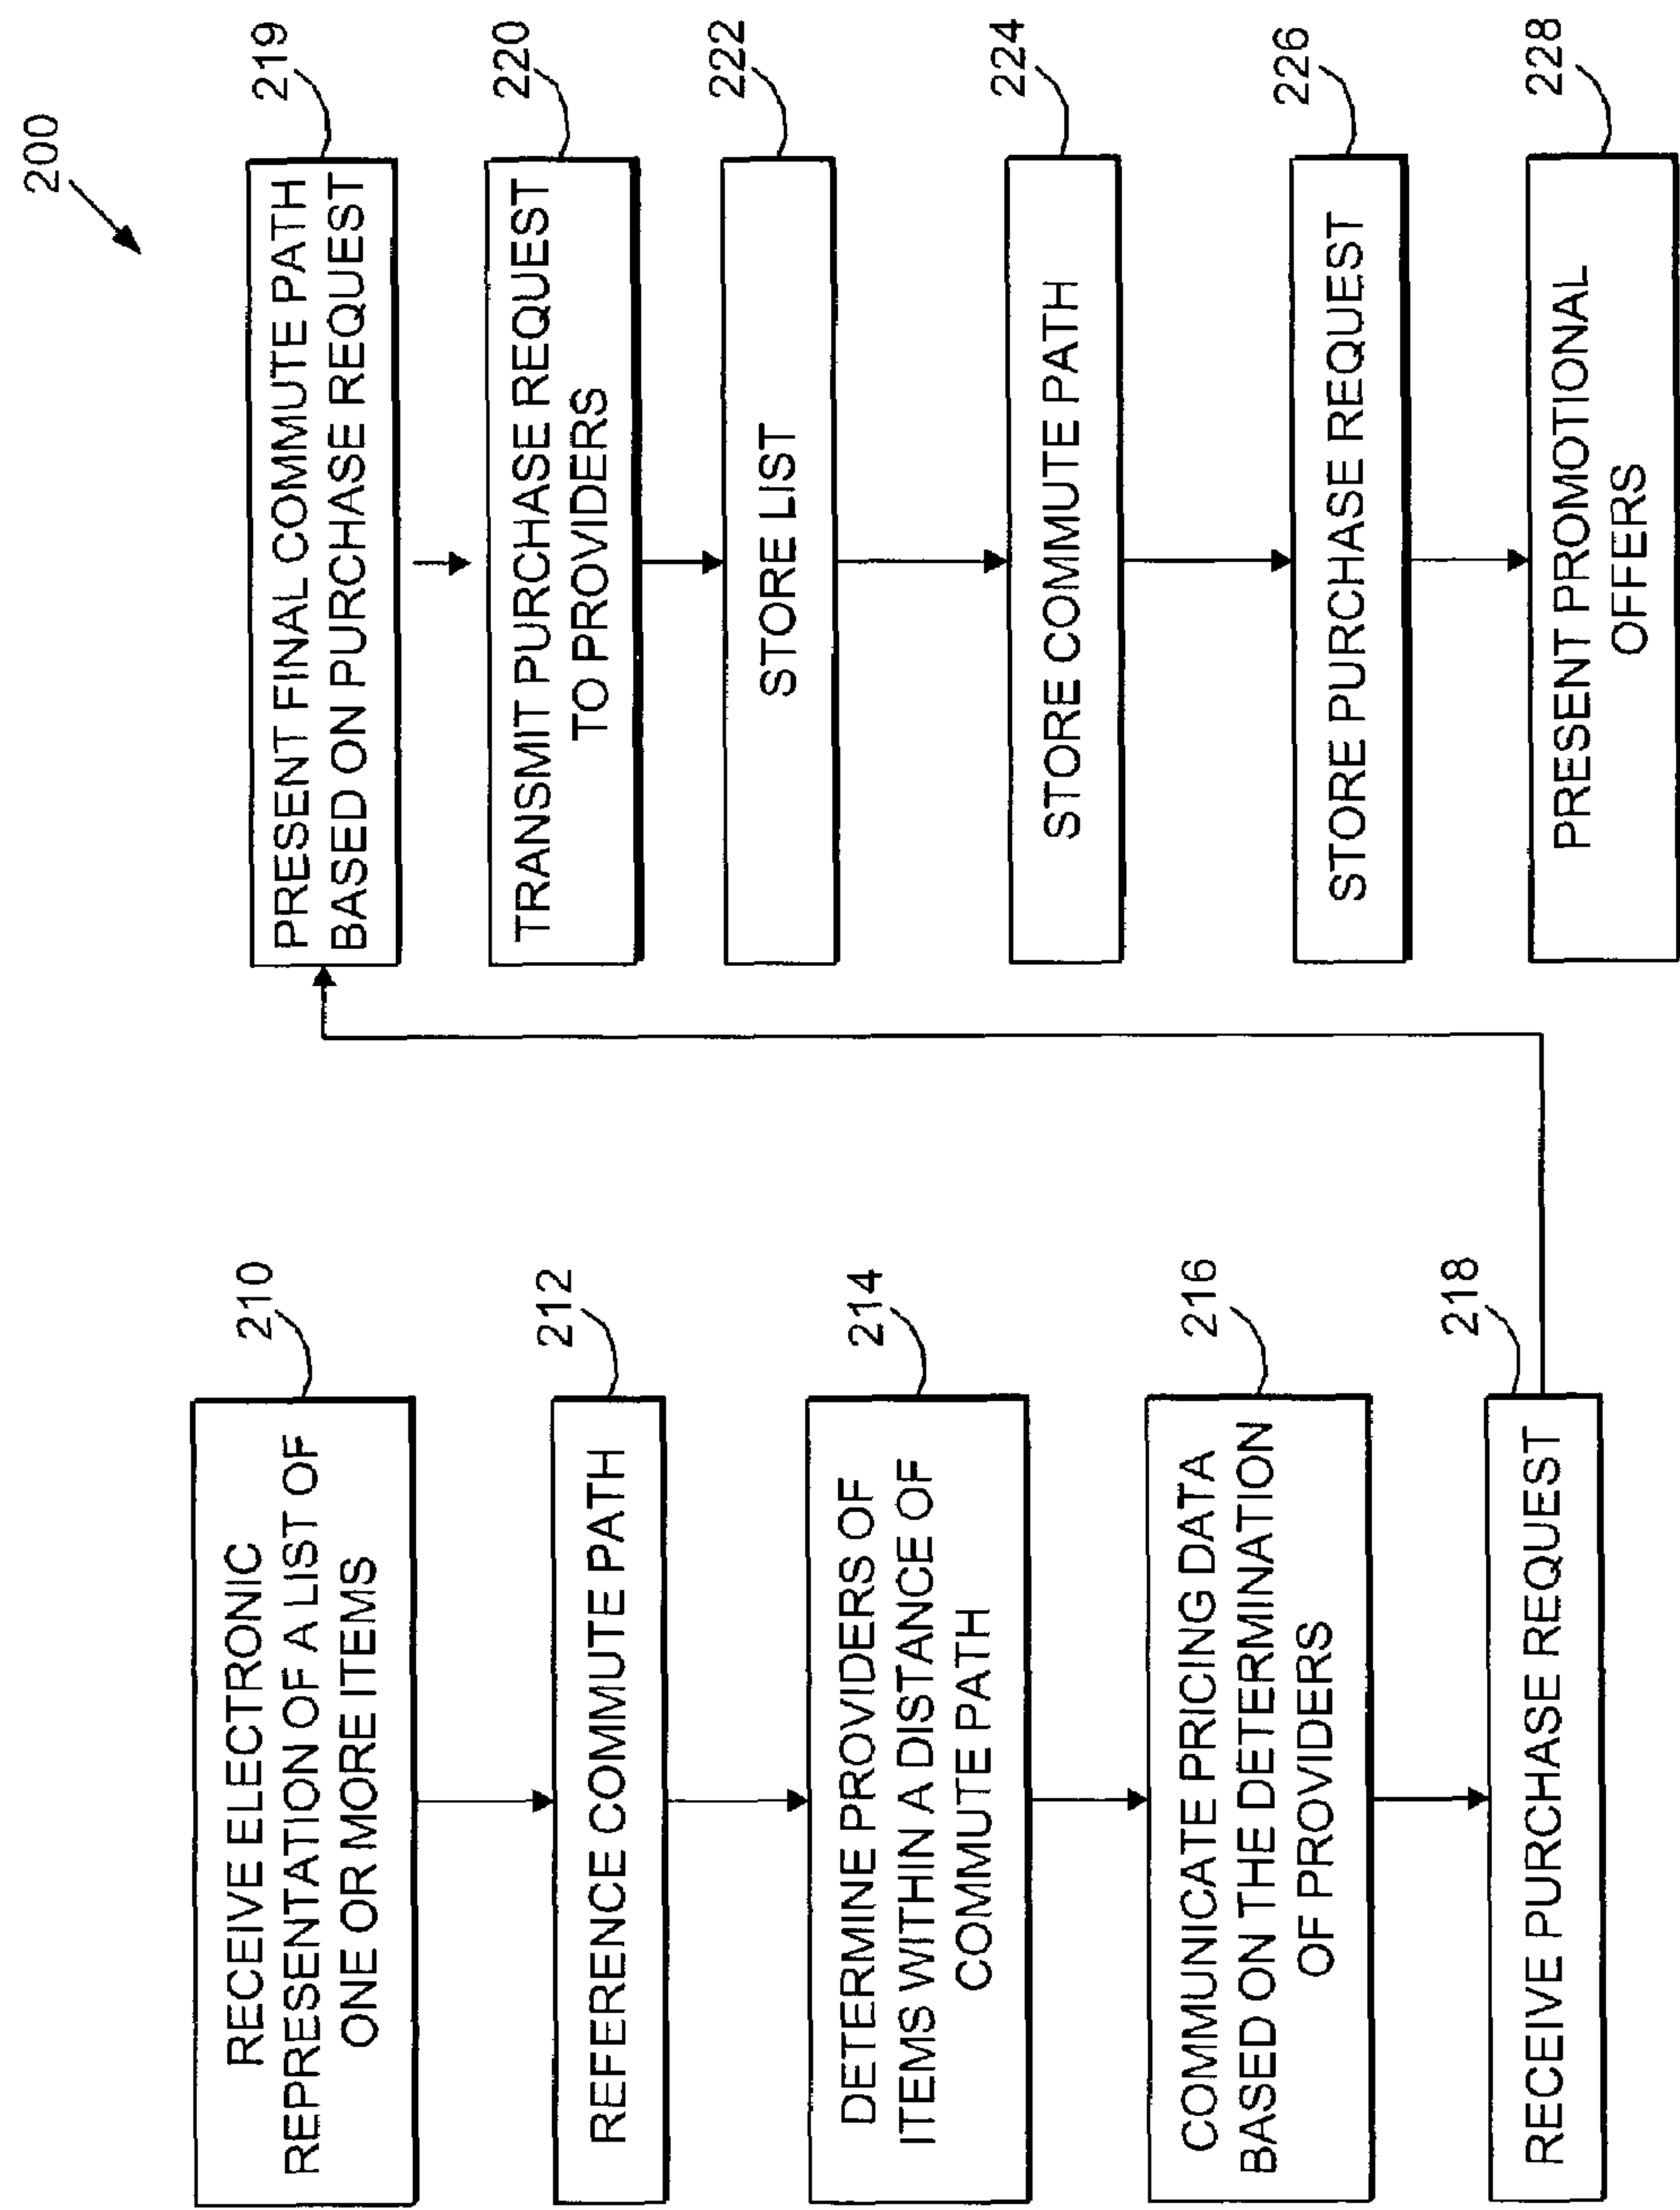 200
RECEIVE ELECTRONIC
REPRESENTATION OF A LIST OF
ONE OR MORE ITEMS
210
REFERENCE COMMUTE PATH
212
DETERMINE PROVIDERS OF
ITEMS WITHIN A DISTANCE OF
COMMUTE PATH
214
COMMUNICATE PRICING DATA
BASED ON THE DETERMINATION
OF PROVIDERS
216
RECEIVE PURCHASE REQUEST
218
PRESENT FINAL COMMUTE PATH
BASED ON PURCHASE REQUEST
219
TRANSMIT PURCHASE REQUEST
TO PROVIDERS
220
STORE LIST
222
STORE COMMUTE PATH
224
STORE PURCHASE REQUEST
226
PRESENT PROMOTIONAL
OFFERS
228